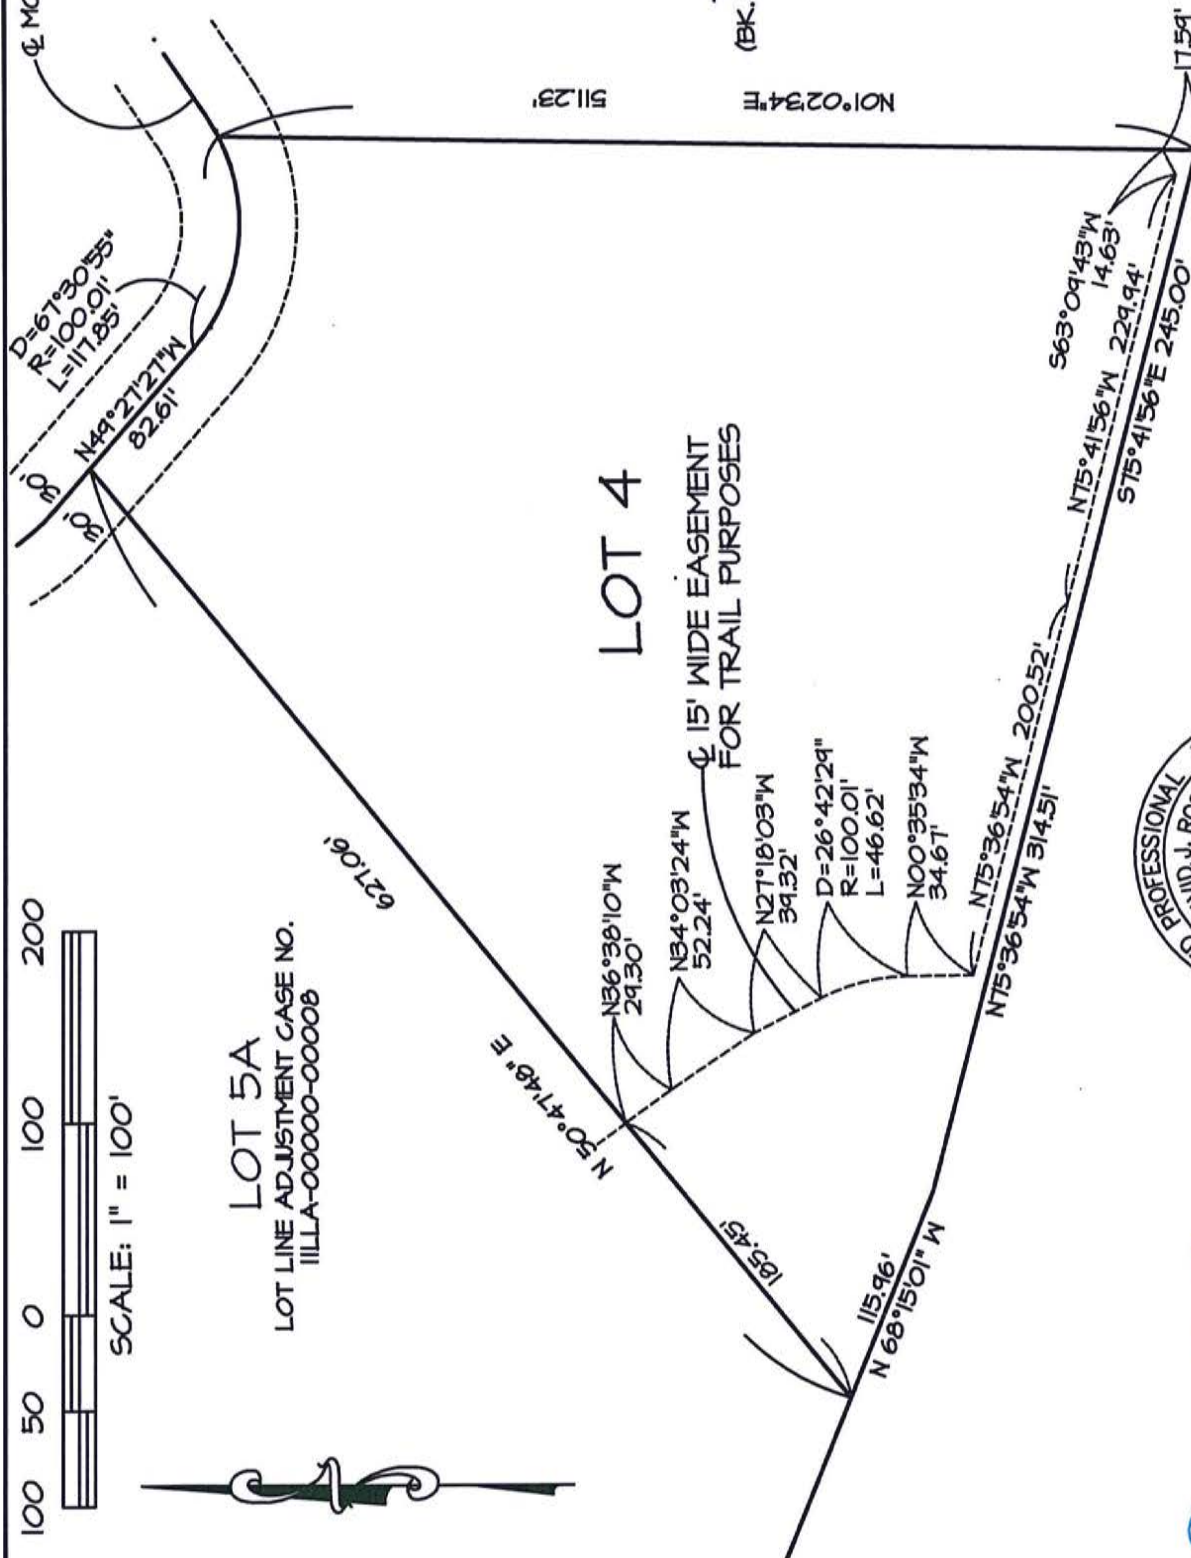 100 50 0 100 200
SCALE: 1" = 100'
LOT 5A
LOT LINE ADJUSTMENT CASE NO.
11LLA-00000-00008
℄ MO
D=67°30'55"
R=100.01'
L=117.85'
N49°27'27"W
82.61'
30'
30'
627.06'
N 50°47'48" E
185.45'
511.23'
N01°02'34"E
(BK.
LOT 4
℄ 15' WIDE EASEMENT
FOR TRAIL PURPOSES
N36°38'10"W
29.30'
N34°03'24"W
52.24'
N27°18'03"W
39.32'
D=26°42'29"
R=100.01'
L=46.62'
N00°35'34"W
34.67'
N75°36'54"W 200.52'
N75°36'54"W 314.51'
N75°41'56"W 229.94'
S75°41'56"E 245.00'
S63°09'43"W
14.63'
17.59'
115.96'
N 68°15'01" W
PROFESSIONAL